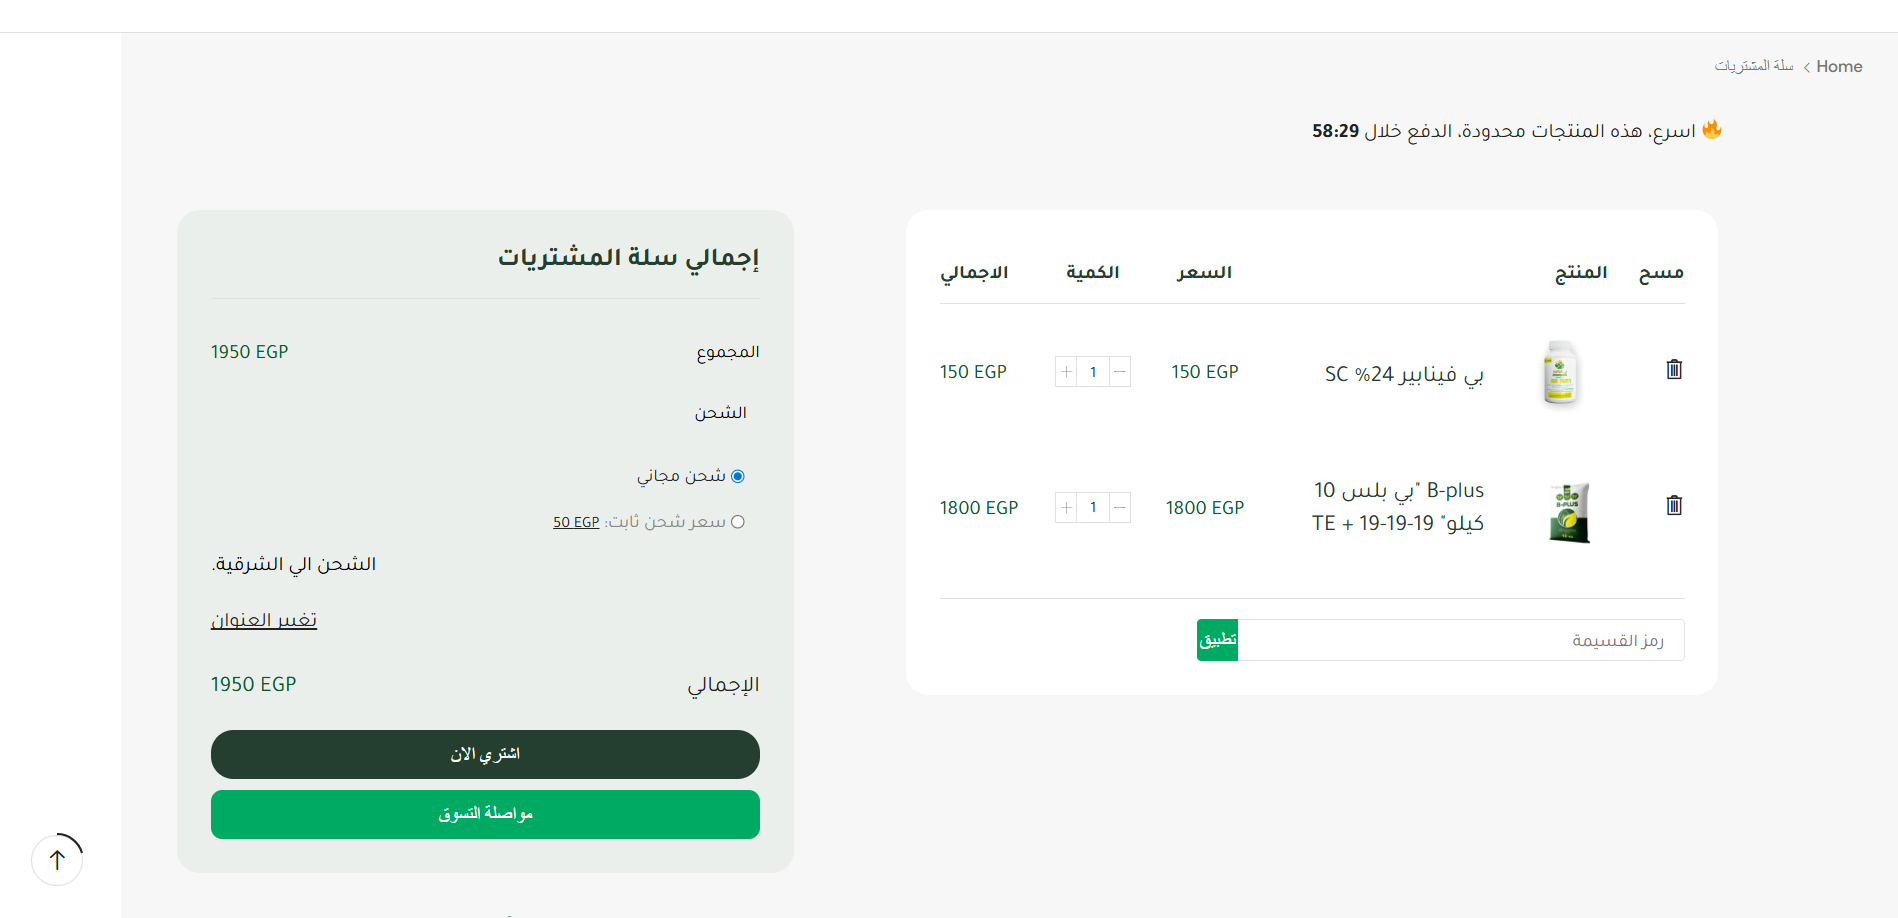 Home > سلة المشتريات
🔥 اسرع، هذه المنتجات محدودة، الدفع خلال 58:29
مسح المنتج السعر الكمية الاجمالي
بي فينابير 24% SC 150 EGP − 1 + 150 EGP
B-plus "بي بلس 10
كيلو" 19-19-19 + TE 1800 EGP − 1 + 1800 EGP
B-PLUS
رمز القسيمة تطبيق
إجمالي سلة المشتريات
المجموع 1950 EGP
الشحن
شحن مجاني
سعر شحن ثابت: 50 EGP
الشحن الي الشرقية.
تغيير العنوان
الإجمالي 1950 EGP
اشتري الان
مواصلة التسوق